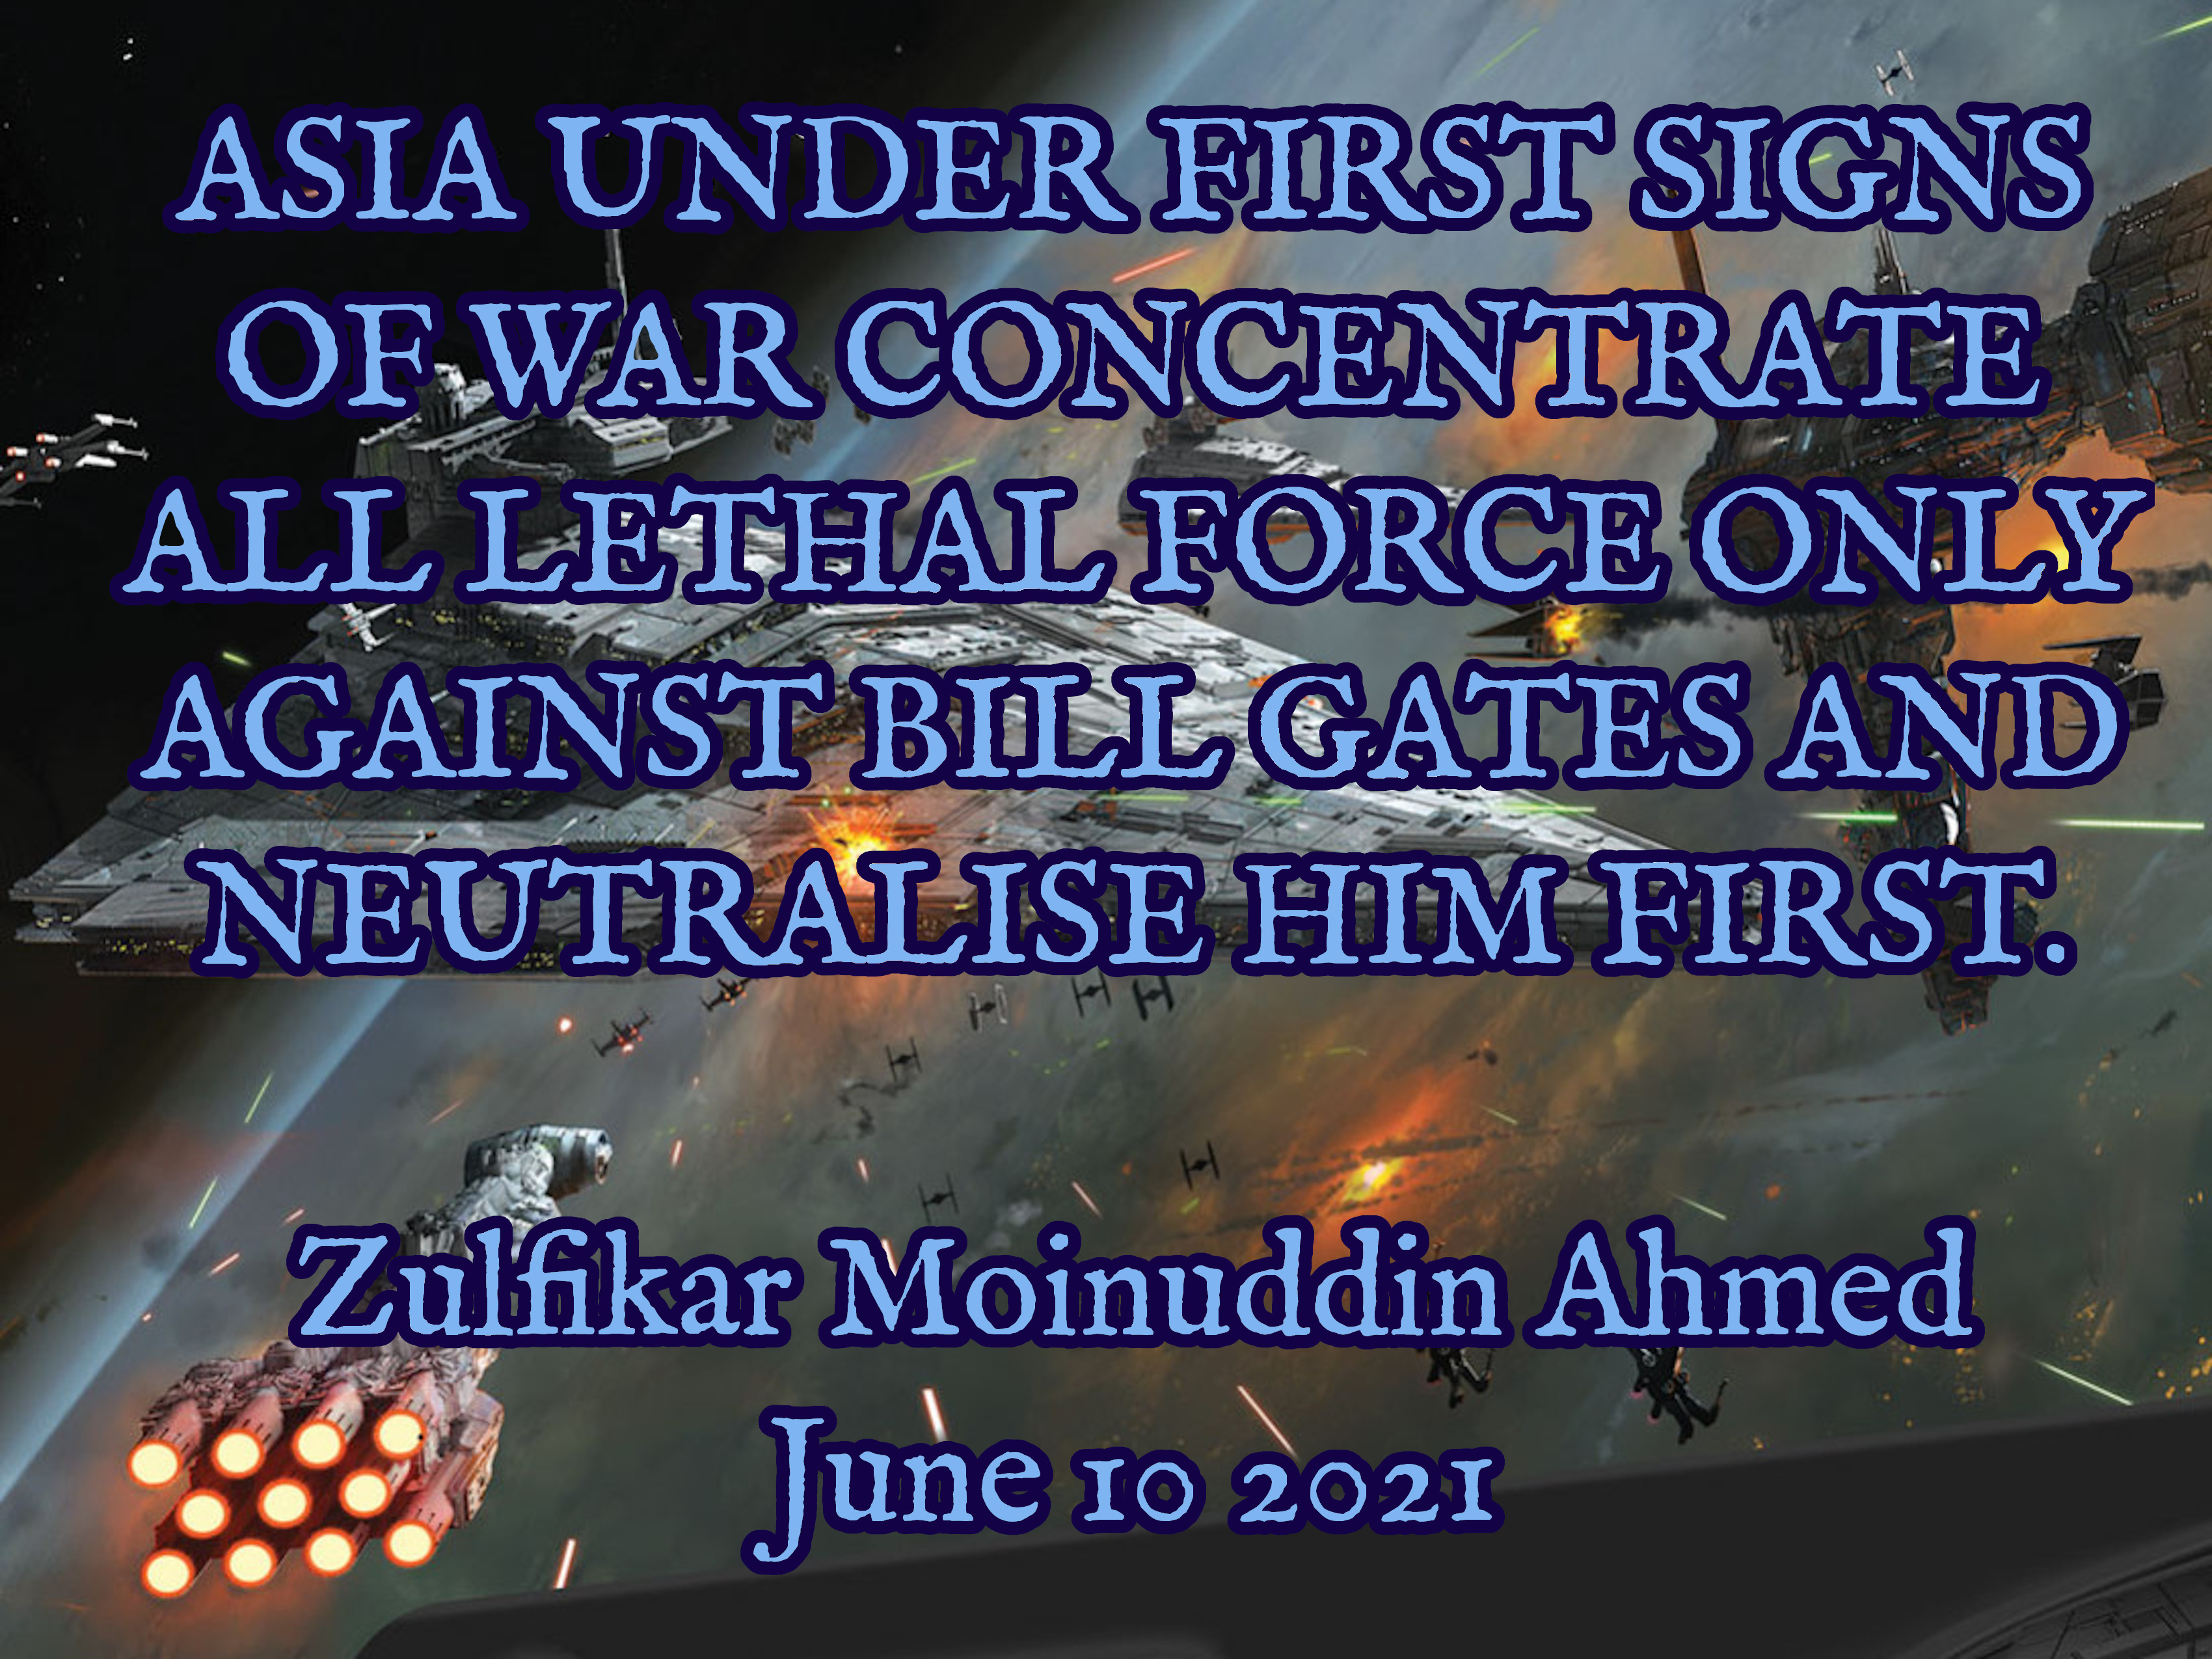 ASIA UNDER FIRST SIGNS
OF WAR CONCENTRATE
ALL LETHAL FORCE ONLY
AGAINST BILL GATES AND
NEUTRALISE HIM FIRST.
Zulfikar Moinuddin Ahmed
June 10 2021